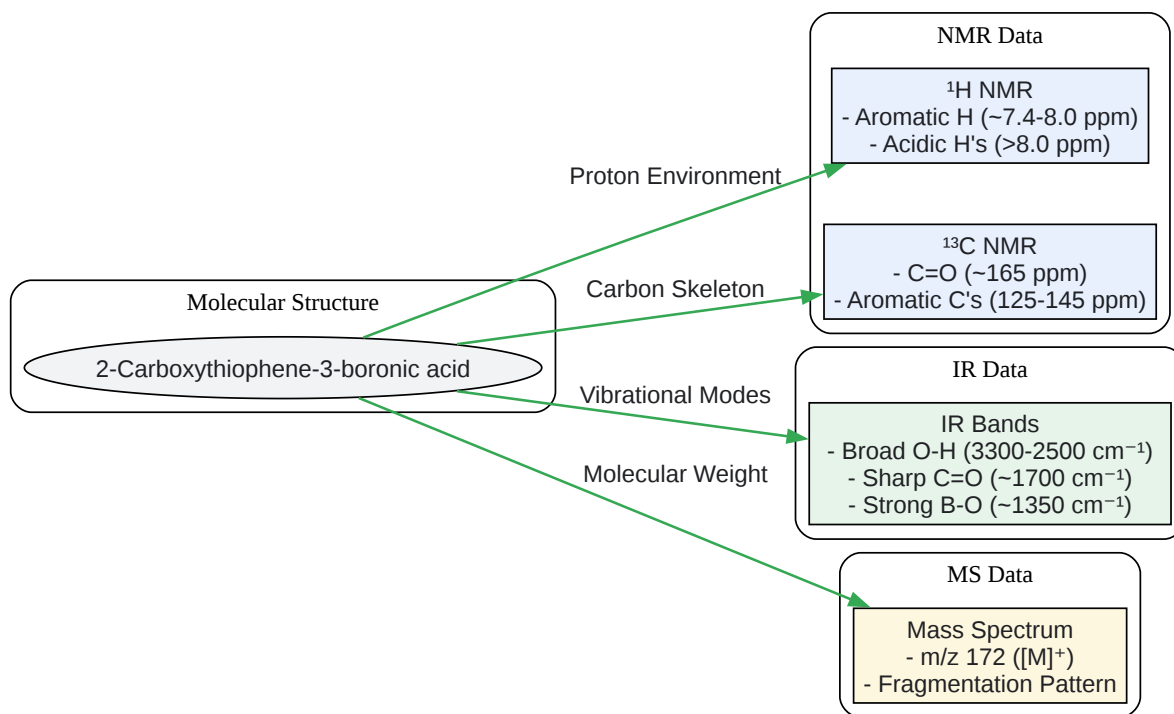 Molecular Structure
2-Carboxythiophene-3-boronic acid
Proton Environment
Carbon Skeleton
Vibrational Modes
Molecular Weight
NMR Data
¹H NMR
- Aromatic H (~7.4-8.0 ppm)
- Acidic H's (>8.0 ppm)
¹³C NMR
- C=O (~165 ppm)
- Aromatic C's (125-145 ppm)
IR Data
IR Bands
- Broad O-H (3300-2500 cm⁻¹)
- Sharp C=O (~1700 cm⁻¹)
- Strong B-O (~1350 cm⁻¹)
MS Data
Mass Spectrum
- m/z 172 ([M]⁺)
- Fragmentation Pattern